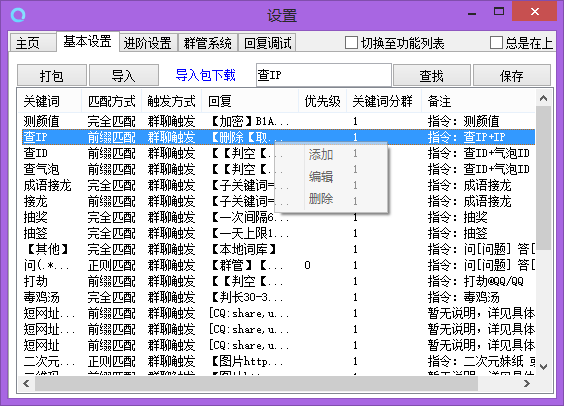 设置
主页 基本设置 进阶设置 群管系统 回复调试 切换至功能列表 总是在上
打包 导入 导入包下载 查IP 查找 保存
关键词 匹配方式 触发方式 回复 优先级 关键词分群 备注
测颜值 完全匹配 群聊触发 【加密】B1A... 1 指令: 测颜值
查IP 前缀匹配 群聊触发 【删除【取... 1 指令: 查IP+IP
查ID 前缀匹配 群聊触发 【【判空【... 1 指令: 查ID+气泡ID
查气泡 前缀匹配 群聊触发 【【判空【... 1 指令: 查ID+气泡ID
成语接龙 完全匹配 群聊触发 【子关键词=... 1 指令: 成语接龙
接龙 前缀匹配 群聊触发 【子关键词=... 1 指令: 成语接龙
抽奖 完全匹配 群聊触发 【一次间隔6... 1 指令: 抽奖
抽签 完全匹配 群聊触发 【一天上限1... 1 指令: 抽签
【其他】 完全匹配 群聊触发 【本地词库】 1 指令: 问[问题] 答[
问(.*... 正则匹配 群聊触发 【群管】【... 0 1 指令: 问[问题] 答[
打劫 前缀匹配 群聊触发 【【判空【... 1 指令: 打劫@QQ/QQ
毒鸡汤 完全匹配 群聊触发 【判长30-3... 1 指令: 毒鸡汤
短网址... 前缀匹配 群聊触发 [CQ:share,u... 1 暂无说明，详见具体
短网址... 前缀匹配 群聊触发 [CQ:share,u... 1 暂无说明，详见具体
短网址 前缀匹配 群聊触发 [CQ:share,u... 1 暂无说明，详见具体
二次元... 正则匹配 群聊触发 【图片http... 1 指令: 二次元妹纸
添加
编辑
删除